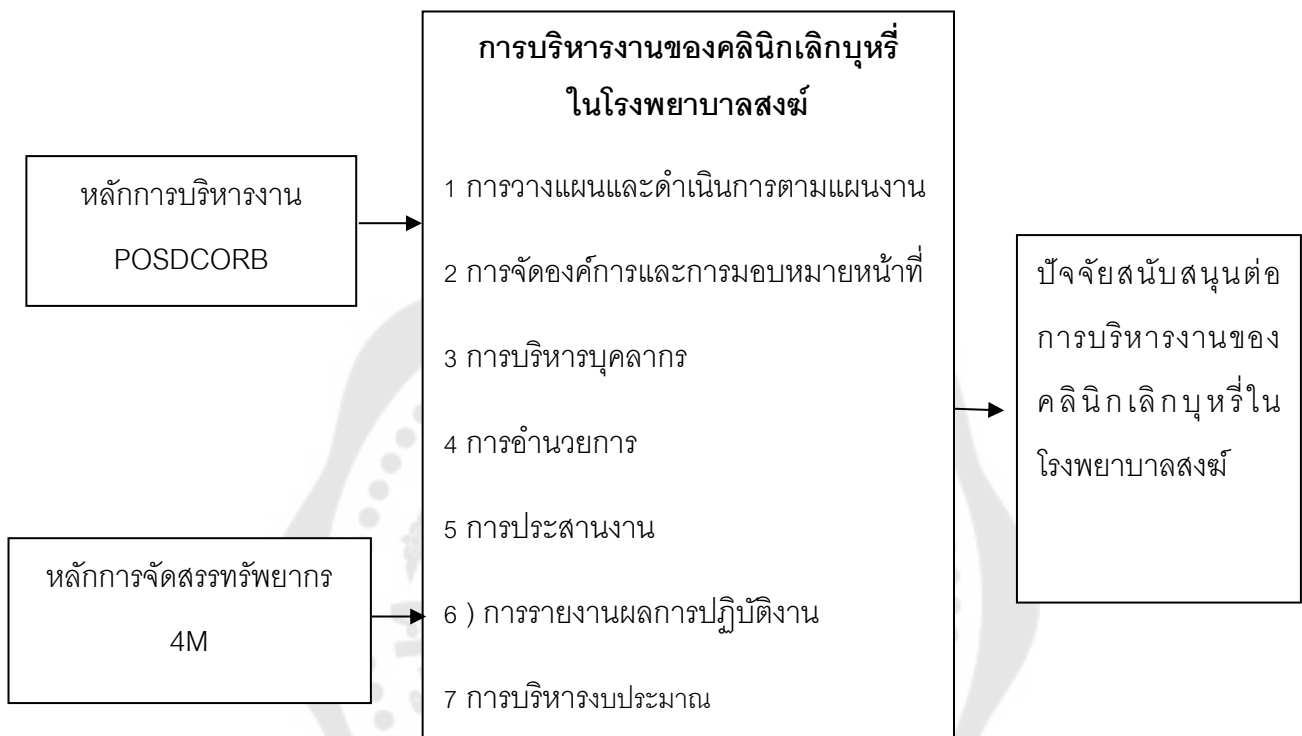 การบริหารงานของคลินิกเลิกบุหรี่
ในโรงพยาบาลสงฆ์
หลักการบริหารงาน
POSDCORB
1 การวางแผนและดำเนินการตามแผนงาน
2 การจัดองค์การและการมอบหมายหน้าที่
3 การบริหารบุคลากร
4 การอำนวยการ
5 การประสานงาน
6 ) การรายงานผลการปฏิบัติงาน
7 การบริหารงบประมาณ
หลักการจัดสรรทรัพยากร
4M
ปัจจัยสนับสนุนต่อ
การบริหารงานของ
คลินิกเลิกบุหรี่ใน
โรงพยาบาลสงฆ์